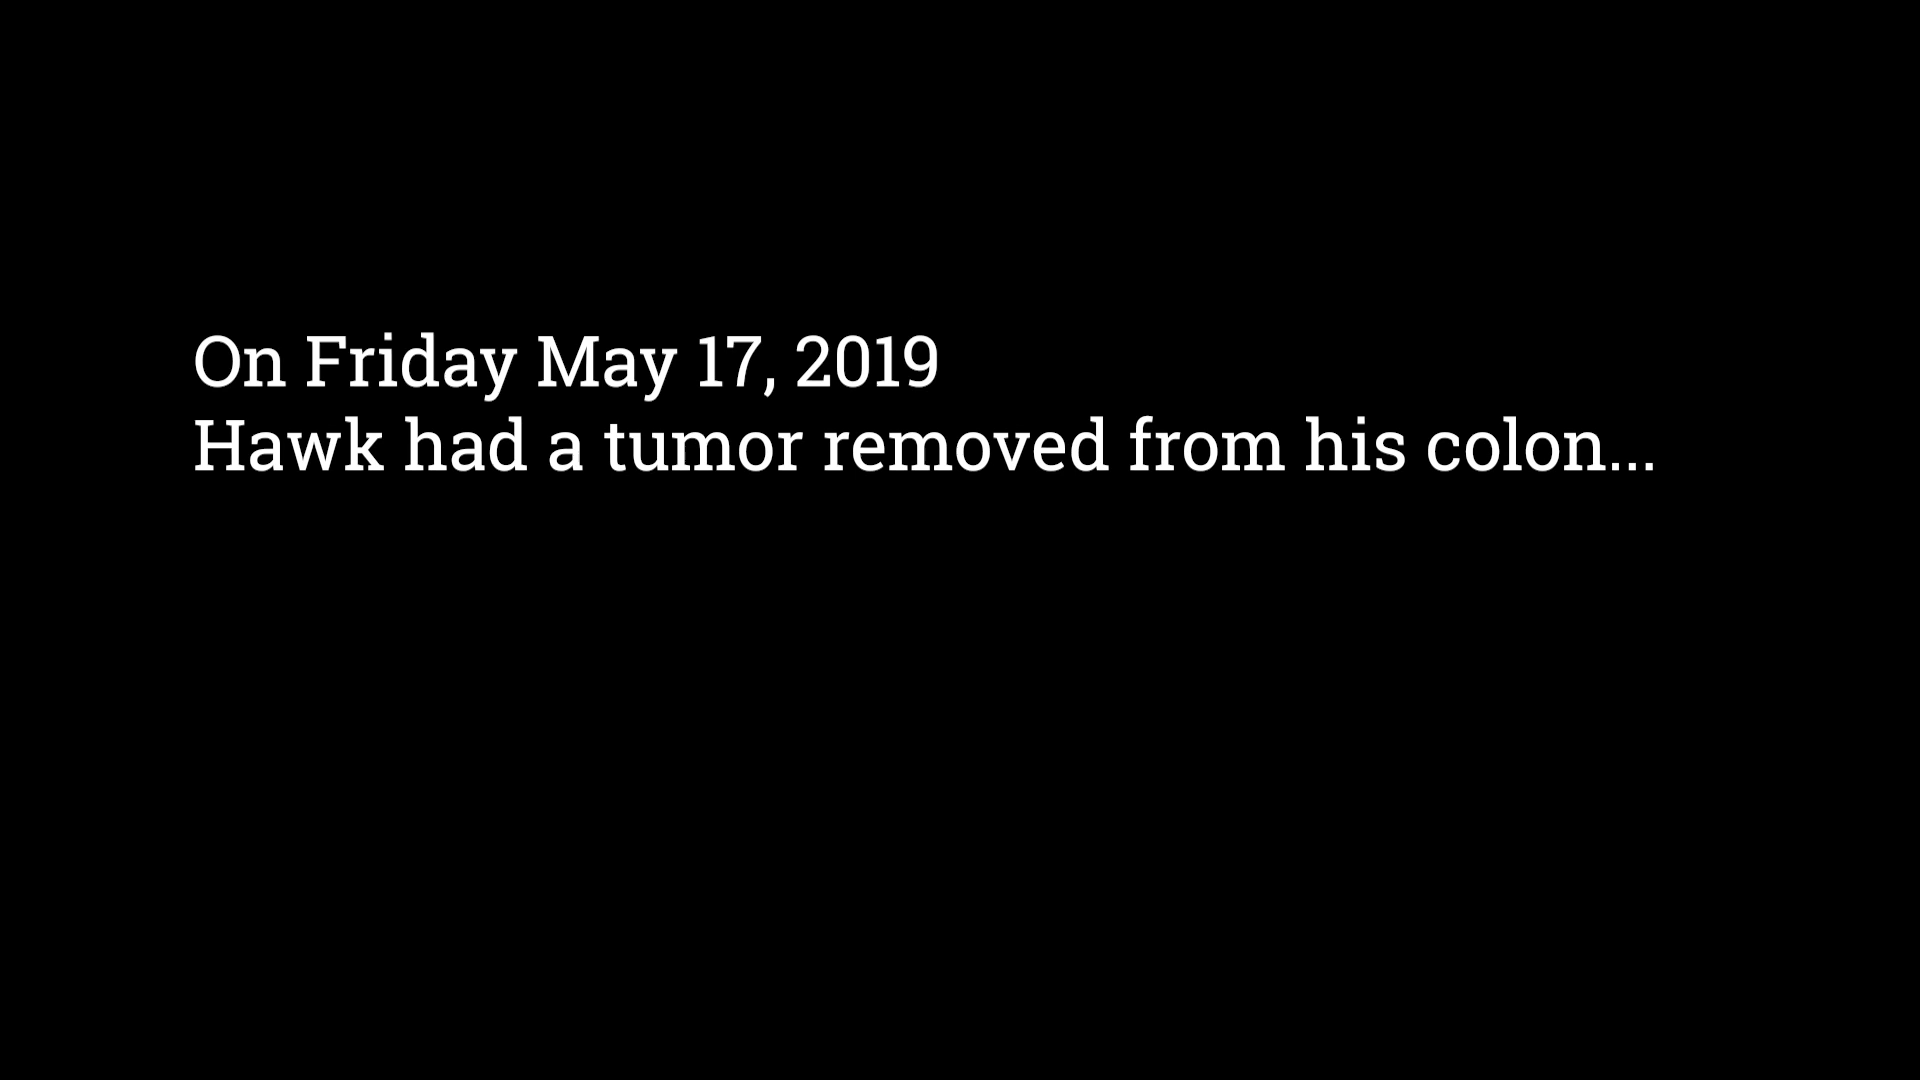 On Friday May 17, 2019
Hawk had a tumor removed from his colon...